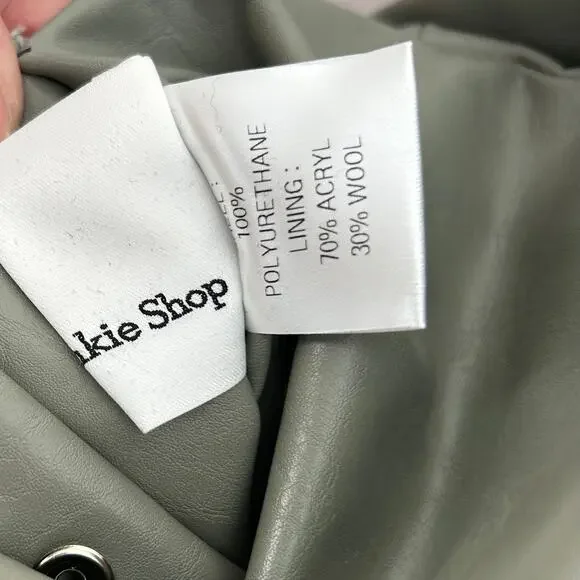 kie Shop
100%
POLYURETHANE
LINING :
70% ACRYL
30% WOOL